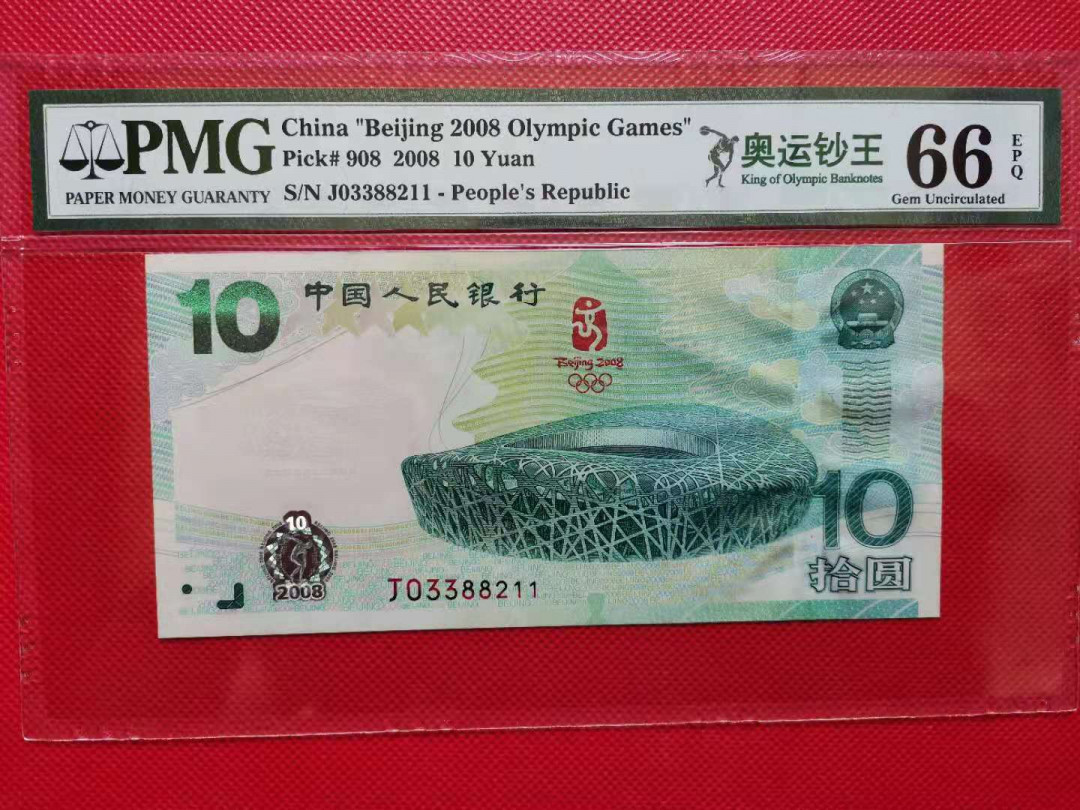 PMG
PAPER MONEY GUARANTY
China "Beijing 2008 Olympic Games"
Pick# 908 2008 10 Yuan
S/N J03388211 - People's Republic
奥运钞王
King of Olympic Banknotes
66
EPQ
Gem Uncirculated
10
中国人民银行
Beijing 2008
10
拾圆
10
2008
J03388211